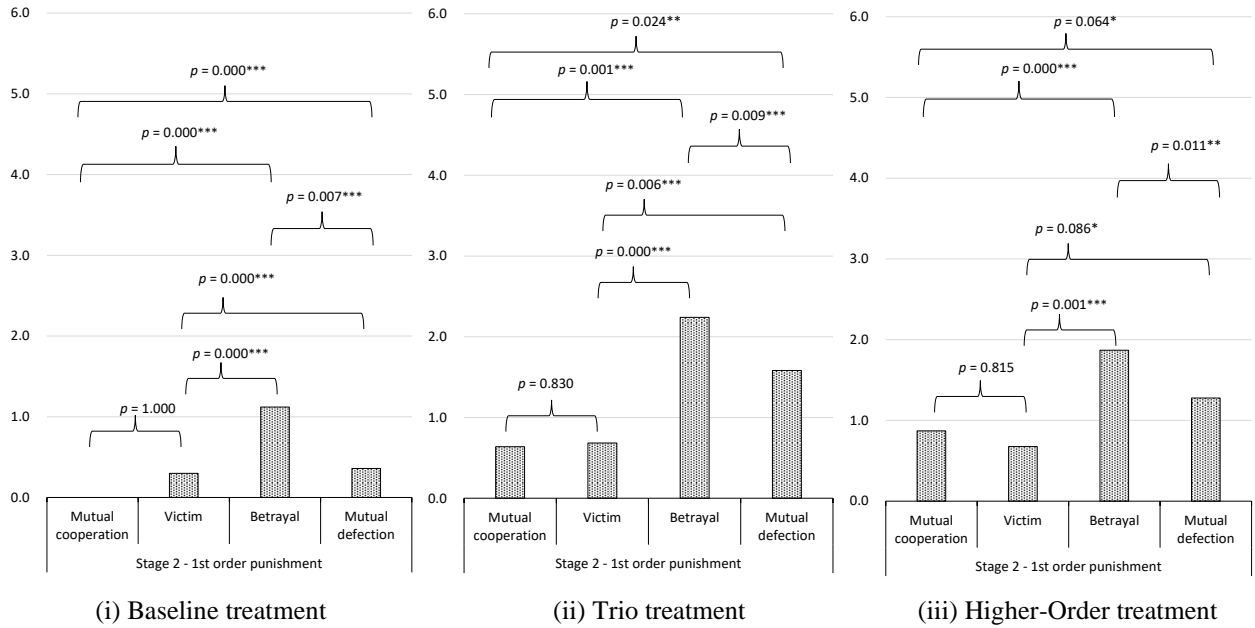 6.0
5.0
4.0
3.0
2.0
1.0
0.0
p = 0.000***
p = 0.000***
p = 0.007***
p = 0.000***
p = 0.000***
p = 1.000
Mutual cooperation
Victim
Betrayal
Mutual defection
Stage 2 - 1st order punishment
(i) Baseline treatment
6.0
5.0
4.0
3.0
2.0
1.0
0.0
p = 0.024**
p = 0.001***
p = 0.009***
p = 0.006***
p = 0.000***
p = 0.830
Mutual cooperation
Victim
Betrayal
Mutual defection
Stage 2 - 1st order punishment
(ii) Trio treatment
6.0
5.0
4.0
3.0
2.0
1.0
0.0
p = 0.064*
p = 0.000***
p = 0.011**
p = 0.086*
p = 0.001***
p = 0.815
Mutual cooperation
Victim
Betrayal
Mutual defection
Stage 2 - 1st order punishment
(iii) Higher-Order treatment